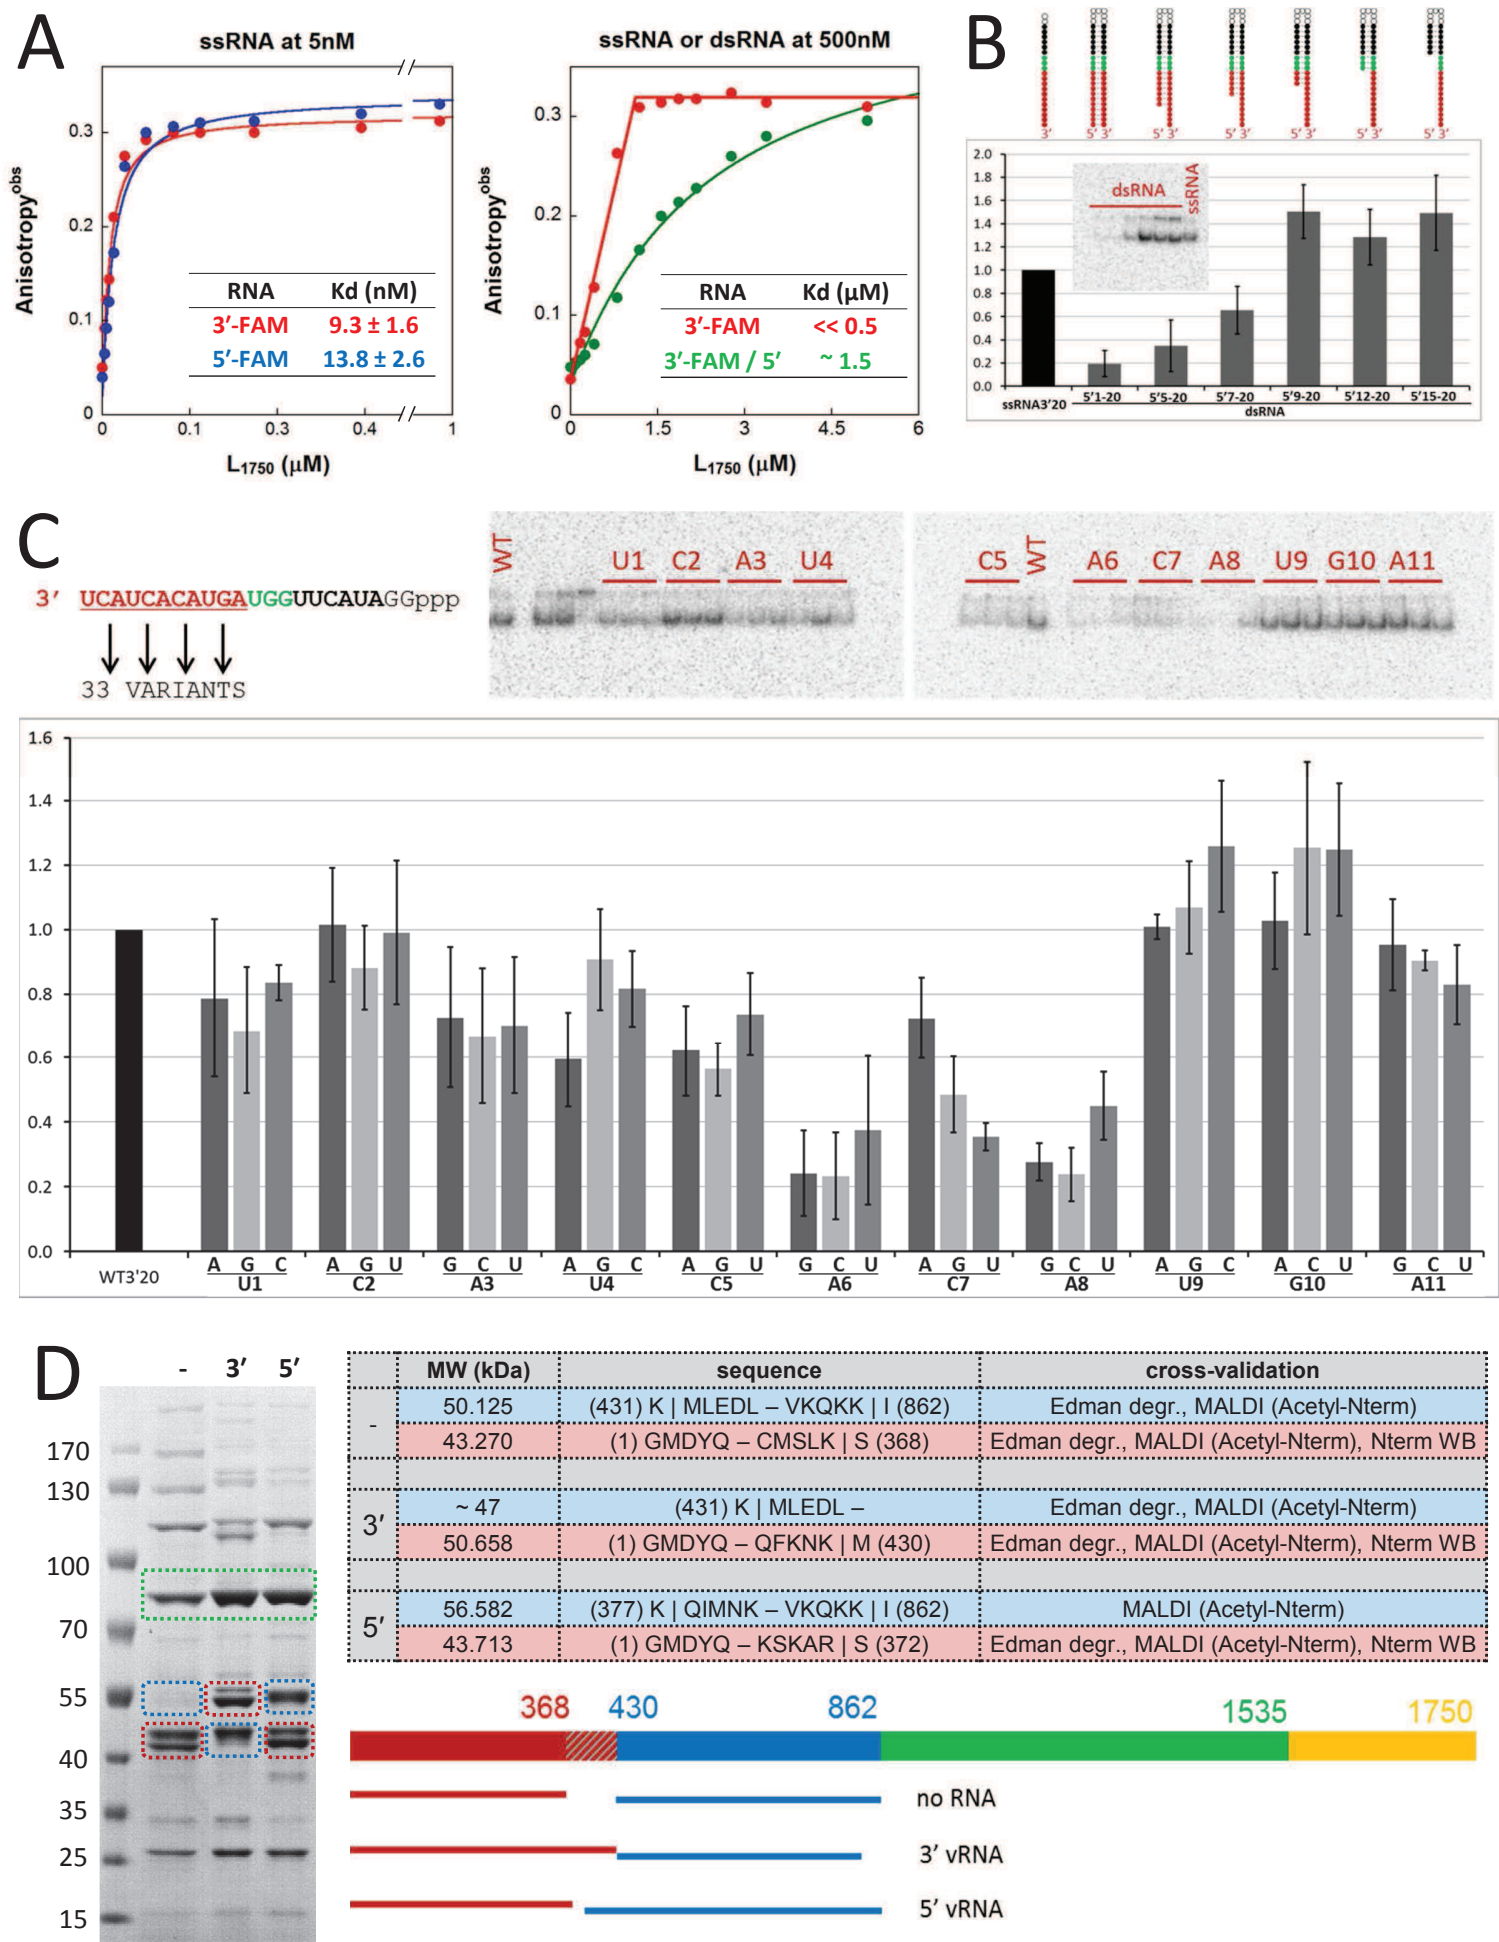 A
ssRNA at 5nM
Anisotropy^obs
0.3
0.2
0.1
0
RNA Kd (nM)
3′-FAM 9.3 ± 1.6
5′-FAM 13.8 ± 2.6
0 0.1 0.3 0.4 1
L1750 (μM)
ssRNA or dsRNA at 500nM
Anisotropy^obs
0.3
0.2
0.1
0
RNA Kd (μM)
3′-FAM << 0.5
3′-FAM / 5′ ~ 1.5
0 1.5 3 4.5 6
L1750 (μM)
B
3′ 5′ 3′ 5′ 3′ 5′ 3′ 5′ 3′ 5′ 3′ 5′ 3′
2.0
1.8
1.6
1.4
1.2
1.0
0.8
0.6
0.4
0.2
0.0
dsRNA ssRNA
ssRNA3'20 5'1-20 5'5-20 5'7-20 5'9-20 5'12-20 5'15-20
dsRNA
C
3′ UCAUCACAUGAUGGUUCAUAGGppp
33 VARIANTS
WT U1 C2 A3 U4
C5 WT A6 C7 A8 U9 G10 A11
1.6
1.4
1.2
1.0
0.8
0.6
0.4
0.2
0.0
A G C A G U G C U A G C A G U G C U A G U G C U A G C A C U G C U
WT3'20 U1 C2 A3 U4 C5 A6 C7 A8 U9 G10 A11
D
- 3′ 5′
170
130
100
70
55
40
35
25
15
MW (kDa) sequence cross-validation
- 50.125 (431) K | MLEDL – VKQKK | I (862) Edman degr., MALDI (Acetyl-Nterm)
43.270 (1) GMDYQ – CMSLK | S (368) Edman degr., MALDI (Acetyl-Nterm), Nterm WB
3′ ~ 47 (431) K | MLEDL – Edman degr., MALDI (Acetyl-Nterm)
50.658 (1) GMDYQ – QFKNK | M (430) Edman degr., MALDI (Acetyl-Nterm), Nterm WB
5′ 56.582 (377) K | QIMNK – VKQKK | I (862) MALDI (Acetyl-Nterm)
43.713 (1) GMDYQ – KSKAR | S (372) Edman degr., MALDI (Acetyl-Nterm), Nterm WB
368 430 862 1535 1750
no RNA
3′ vRNA
5′ vRNA